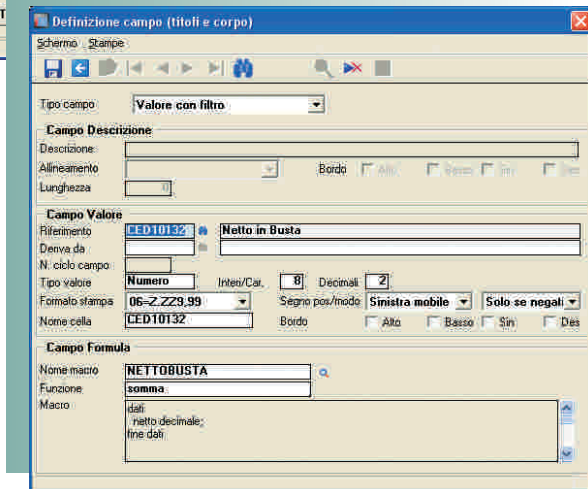 T
Definizione campo (titoli e corpo)
Schermo Stampe
Tipo campo Valore con filtro
Campo Descrizione
Descrizione
Allineamento Bordo Alto Basso Sin Des
Lunghezza 0
Campo Valore
Riferimento CED10132 Netto in Busta
Deriva da
N. ciclo campo
Tipo valore Numero Interi/Car. 8 Decimali 2
Formato stampa 06-Z.ZZ9,99 Segno pos/modo Sinistra mobile Solo se negati
Nome cella CED10132 Bordo Alto Basso Sin Des
Campo Formula
Nome macro NETTOBUSTA
Funzione somma
Macro dati
netto decimale;
fine dati